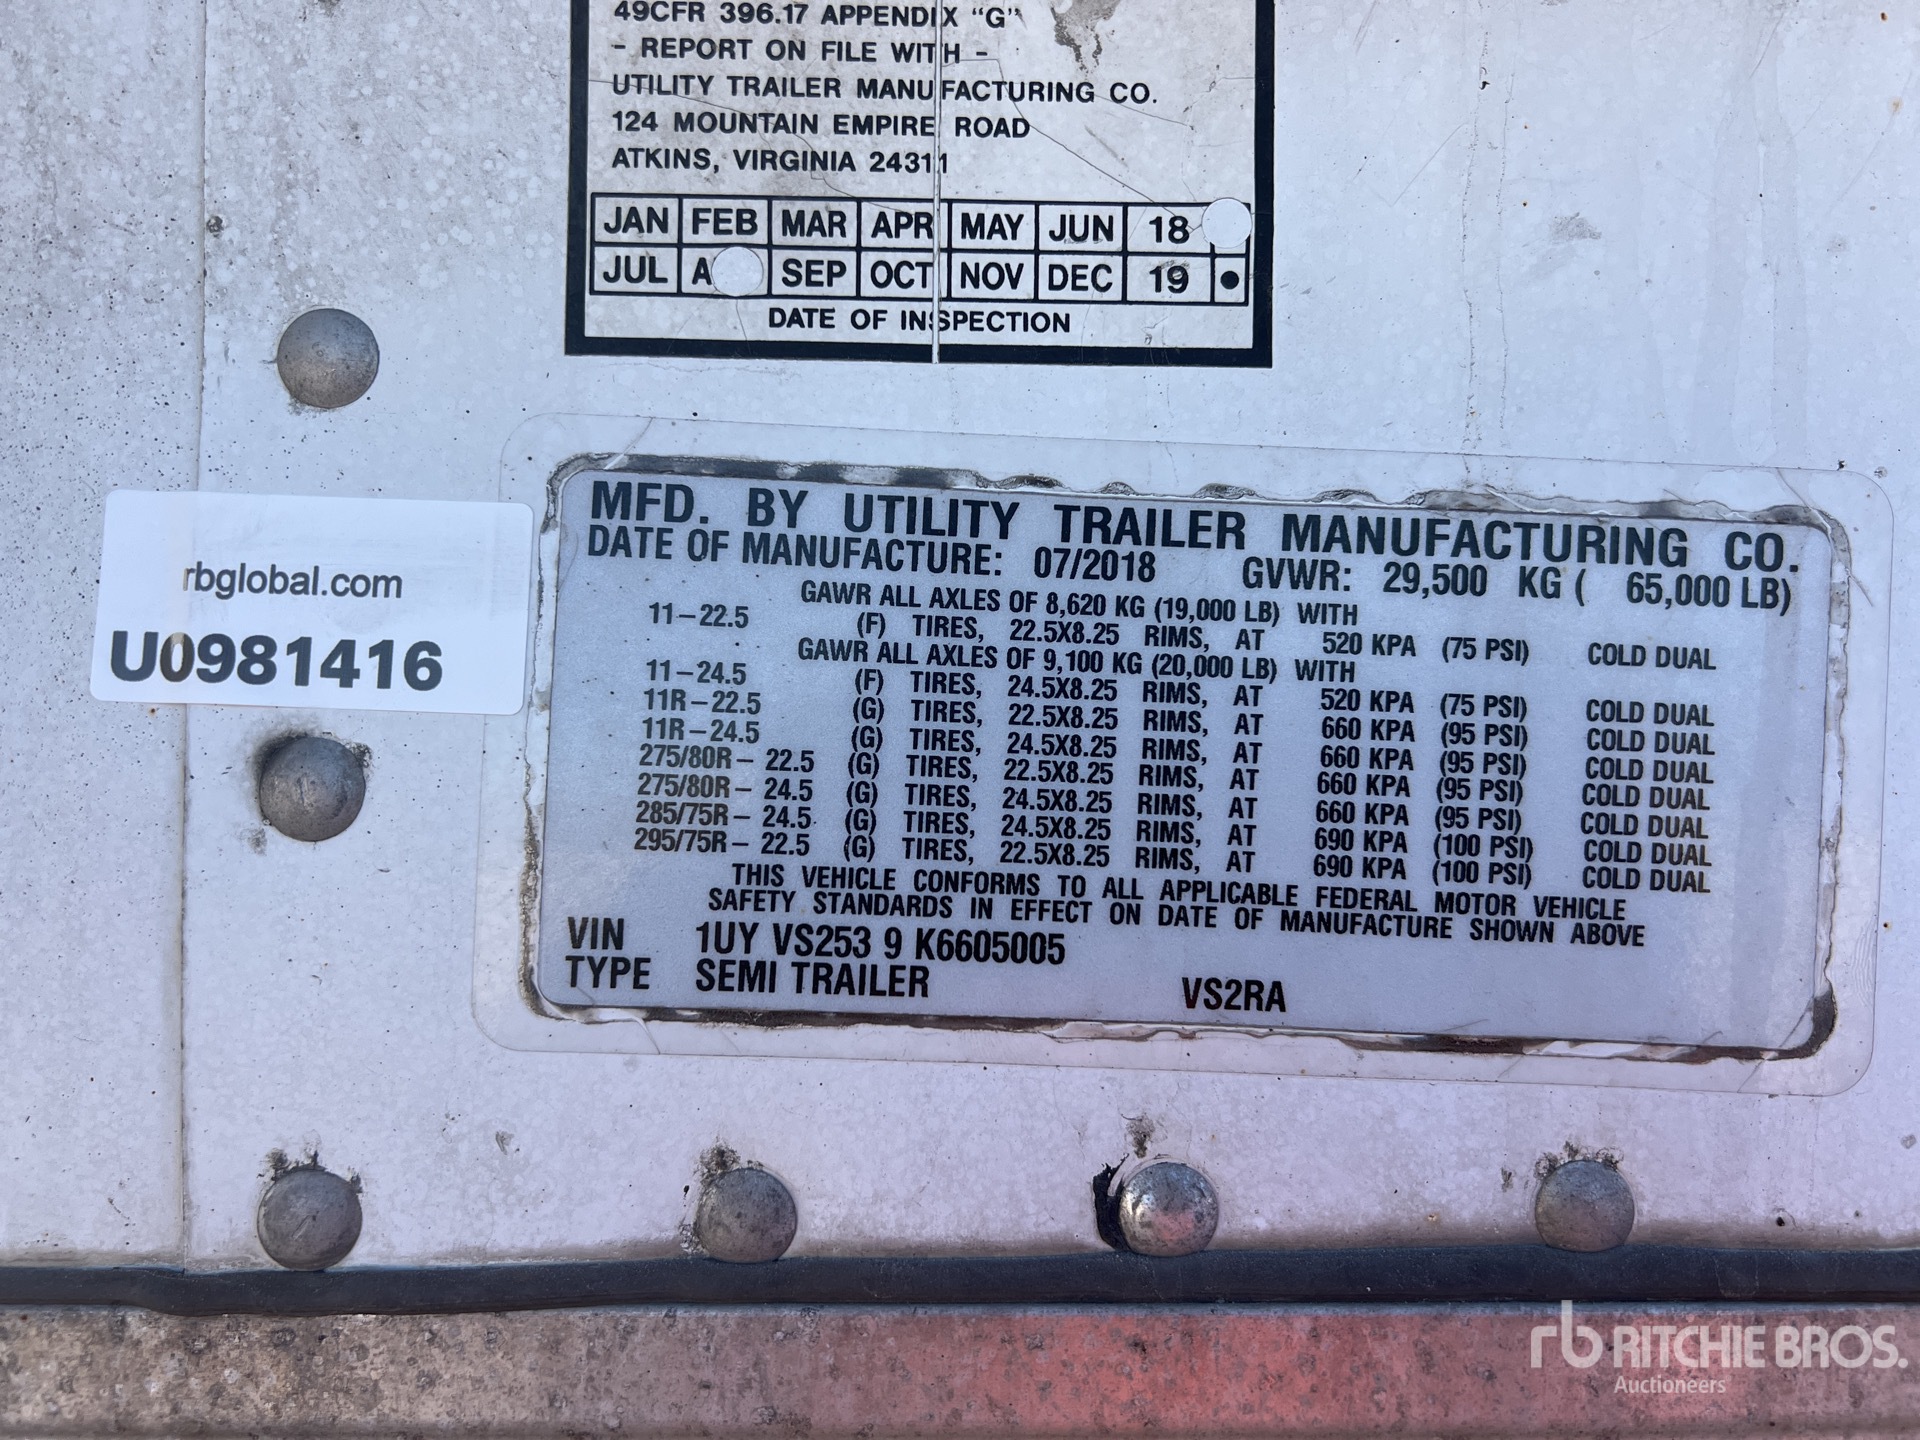 49CFR 396.17 APPENDIX "G"
- REPORT ON FILE WITH -
UTILITY TRAILER MANUFACTURING CO.
124 MOUNTAIN EMPIRE ROAD
ATKINS, VIRGINIA 24311
JAN FEB MAR APR MAY JUN 18
JUL SEP OCT NOV DEC 19 •
DATE OF INSPECTION
rbglobal.com
U0981416
MFD. BY UTILITY TRAILER MANUFACTURING CO.
DATE OF MANUFACTURE: 07/2018 GVWR: 29,500 KG ( 65,000 LB)
GAWR ALL AXLES OF 8,620 KG (19,000 LB) WITH
11-22.5 (F) TIRES, 22.5X8.25 RIMS, AT 520 KPA (75 PSI) COLD DUAL
GAWR ALL AXLES OF 9,100 KG (20,000 LB) WITH
11-24.5 (F) TIRES, 24.5X8.25 RIMS, AT 520 KPA (75 PSI) COLD DUAL
11R-22.5 (G) TIRES, 22.5X8.25 RIMS, AT 660 KPA (95 PSI) COLD DUAL
11R-24.5 (G) TIRES, 24.5X8.25 RIMS, AT 660 KPA (95 PSI) COLD DUAL
275/80R-22.5 (G) TIRES, 22.5X8.25 RIMS, AT 660 KPA (95 PSI) COLD DUAL
275/80R-24.5 (G) TIRES, 24.5X8.25 RIMS, AT 660 KPA (95 PSI) COLD DUAL
285/75R-24.5 (G) TIRES, 24.5X8.25 RIMS, AT 690 KPA (100 PSI) COLD DUAL
295/75R-22.5 (G) TIRES, 22.5X8.25 RIMS, AT 690 KPA (100 PSI) COLD DUAL
THIS VEHICLE CONFORMS TO ALL APPLICABLE FEDERAL MOTOR VEHICLE
SAFETY STANDARDS IN EFFECT ON DATE OF MANUFACTURE SHOWN ABOVE
VIN 1UY VS253 9 K6605005
TYPE SEMI TRAILER VS2RA
rb RITCHIE BROS.
Auctioneers